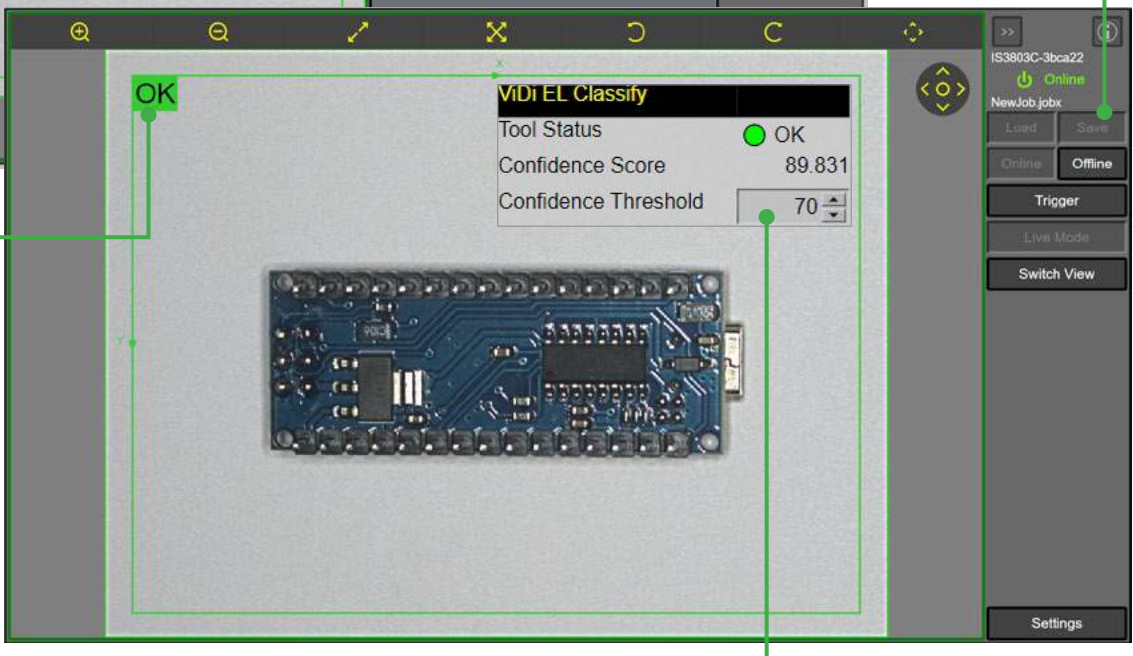 >>
IS3803C-3bca22
Online
NewJob.jobx
Load Save
Online Offline
Trigger
Live Mode
Switch View
Settings
OK
X
Y
ViDi EL Classify
Tool Status OK
Confidence Score 89.831
Confidence Threshold 70